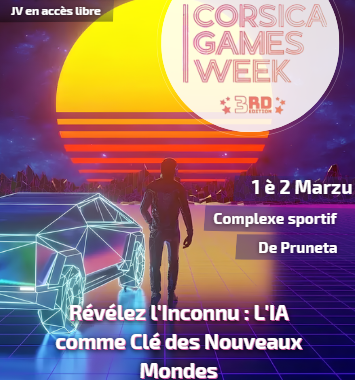 JV en accès libre
CORSICA
GAMES
WEEK
3RD
EDITION
1 è 2 Marzu
Complexe sportif
De Pruneta
Révélez l'Inconnu : L'IA
comme Clé des Nouveaux
Mondes